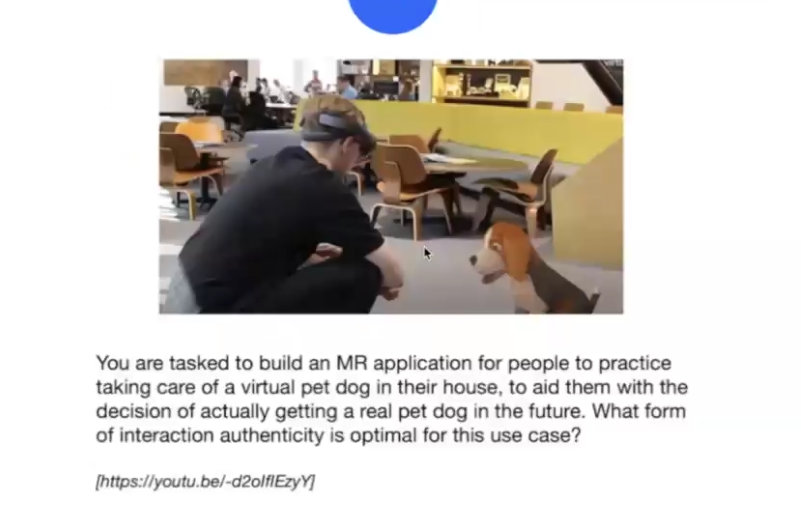 You are tasked to build an MR application for people to practice
taking care of a virtual pet dog in their house, to aid them with the
decision of actually getting a real pet dog in the future. What form
of interaction authenticity is optimal for this use case?
[https://youtu.be/-d2oIflEzyY]